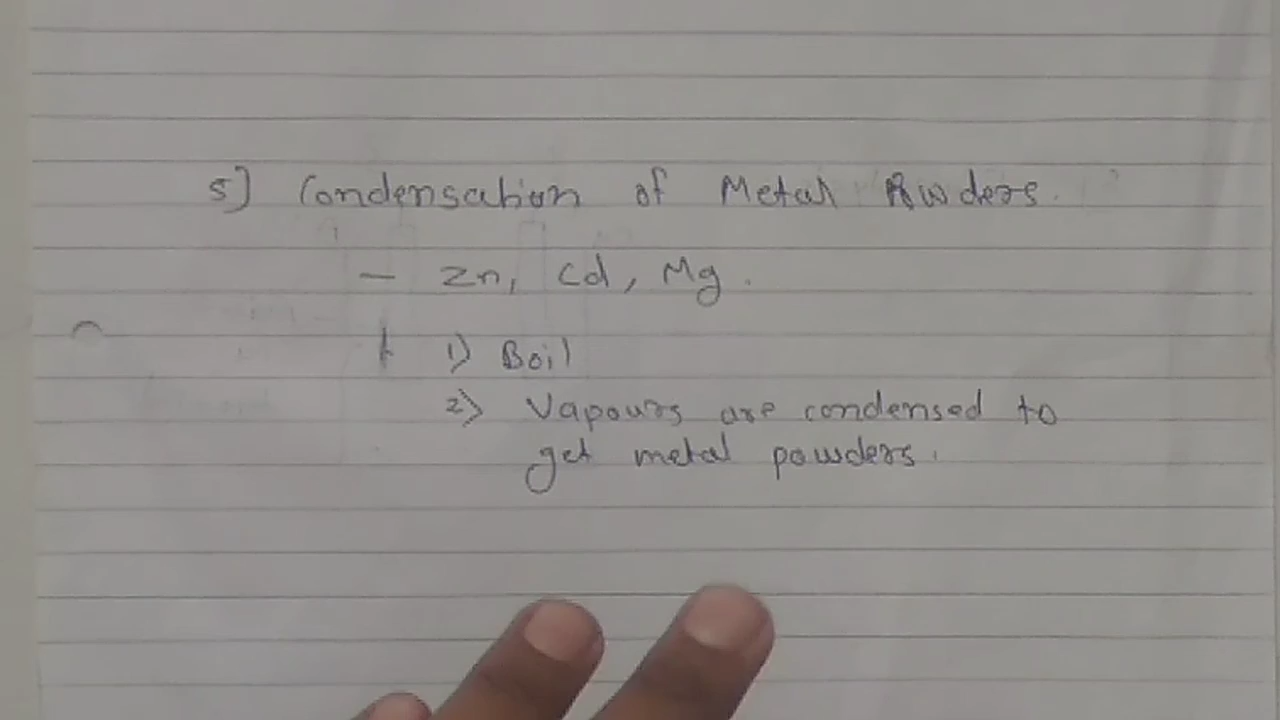 5] Condensation of Metal Powders.
— Zn, Cd, Mg.
1) Boil
2) Vapours are condensed to
get metal powders.